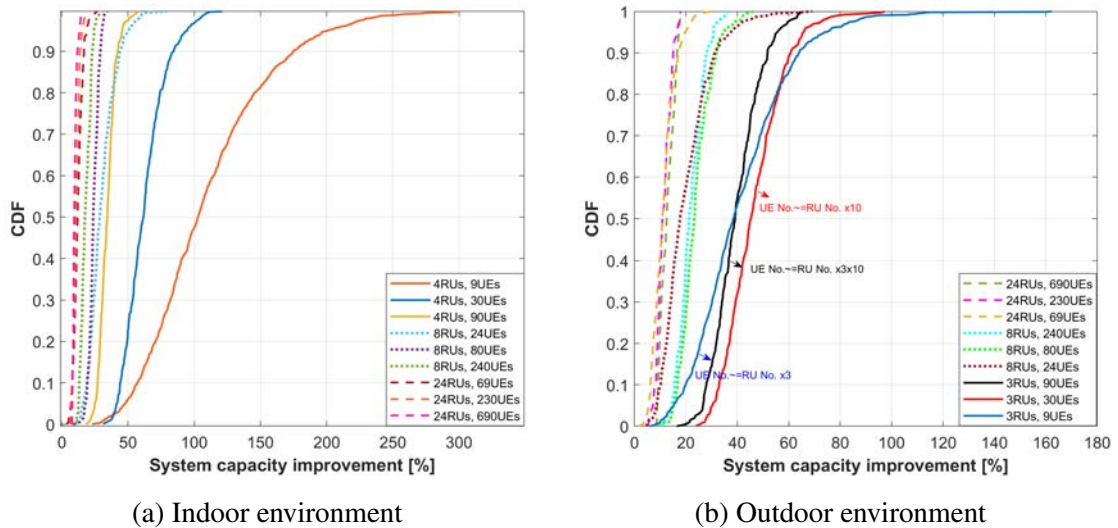 1
0.9
0.8
0.7
0.6
0.5
0.4
0.3
0.2
0.1
0
CDF
0 50 100 150 200 250 300
System capacity improvement [%]
4RUs, 9UEs
4RUs, 30UEs
4RUs, 90UEs
8RUs, 24UEs
8RUs, 80UEs
8RUs, 240UEs
24RUs, 69UEs
24RUs, 230UEs
24RUs, 690UEs
(a) Indoor environment
1
0.9
0.8
0.7
0.6
0.5
0.4
0.3
0.2
0.1
0
CDF
UE No.~=RU No. x10
UE No.~=RU No. x3x10
UE No.~=RU No. x3
24RUs, 690UEs
24RUs, 230UEs
24RUs, 69UEs
8RUs, 240UEs
8RUs, 80UEs
8RUs, 24UEs
3RUs, 90UEs
3RUs, 30UEs
3RUs, 9UEs
0 20 40 60 80 100 120 140 160 180
System capacity improvement [%]
(b) Outdoor environment